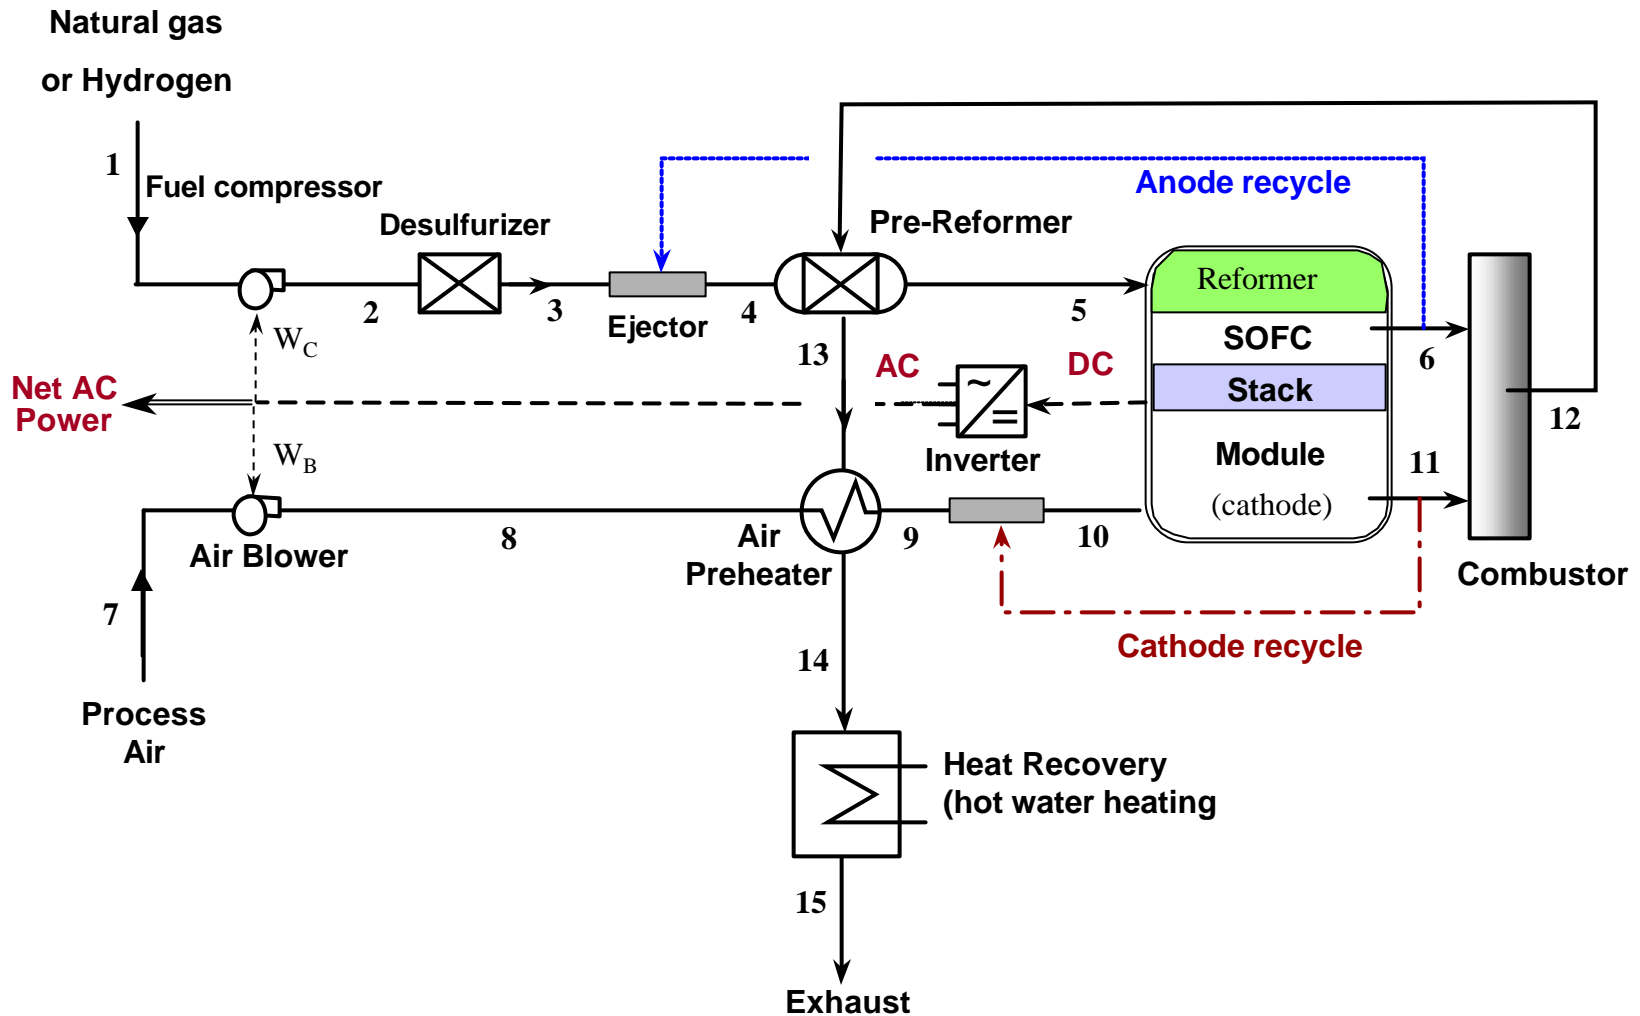 Natural gas
or Hydrogen
1
Fuel compressor
Desulfurizer
Anode recycle
Pre-Reformer
Reformer
2
3
Ejector
4
5
SOFC
6
W_C
13
AC
DC
Net AC
Power
Stack
12
W_B
Inverter
Module
11
(cathode)
Air Blower
8
Air
Preheater
9
10
Combustor
7
Cathode recycle
14
Process
Air
Heat Recovery
(hot water heating
15
Exhaust
~
=